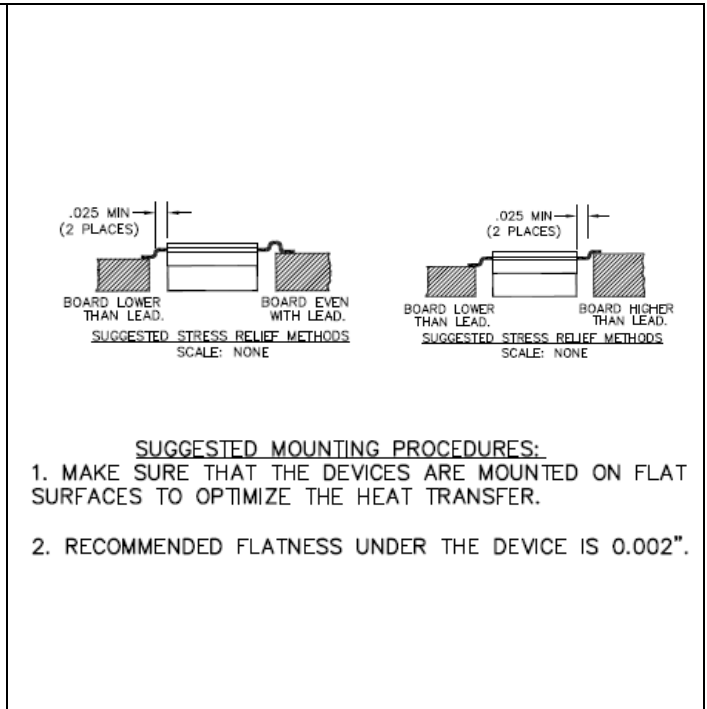 .025 MIN
(2 PLACES)
BOARD LOWER
THAN LEAD.
BOARD EVEN
WITH LEAD.
SUGGESTED STRESS RELIEF METHODS
SCALE: NONE
.025 MIN
(2 PLACES)
BOARD LOWER
THAN LEAD.
BOARD HIGHER
THAN LEAD.
SUGGESTED STRESS RELIEF METHODS
SCALE: NONE
SUGGESTED MOUNTING PROCEDURES:
1. MAKE SURE THAT THE DEVICES ARE MOUNTED ON FLAT
SURFACES TO OPTIMIZE THE HEAT TRANSFER.
2. RECOMMENDED FLATNESS UNDER THE DEVICE IS 0.002".